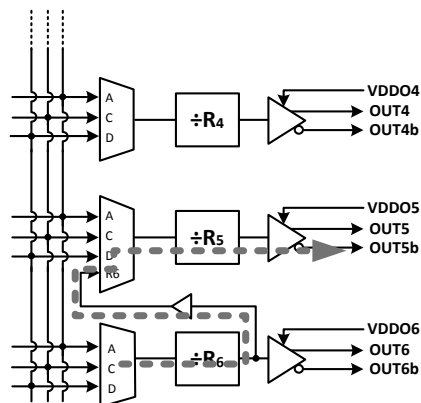 A
C
D
÷R4
VDDO4
OUT4
OUT4b
A
C
D
R6
÷R5
VDDO5
OUT5
OUT5b
A
C
D
÷R6
VDDO6
OUT6
OUT6b